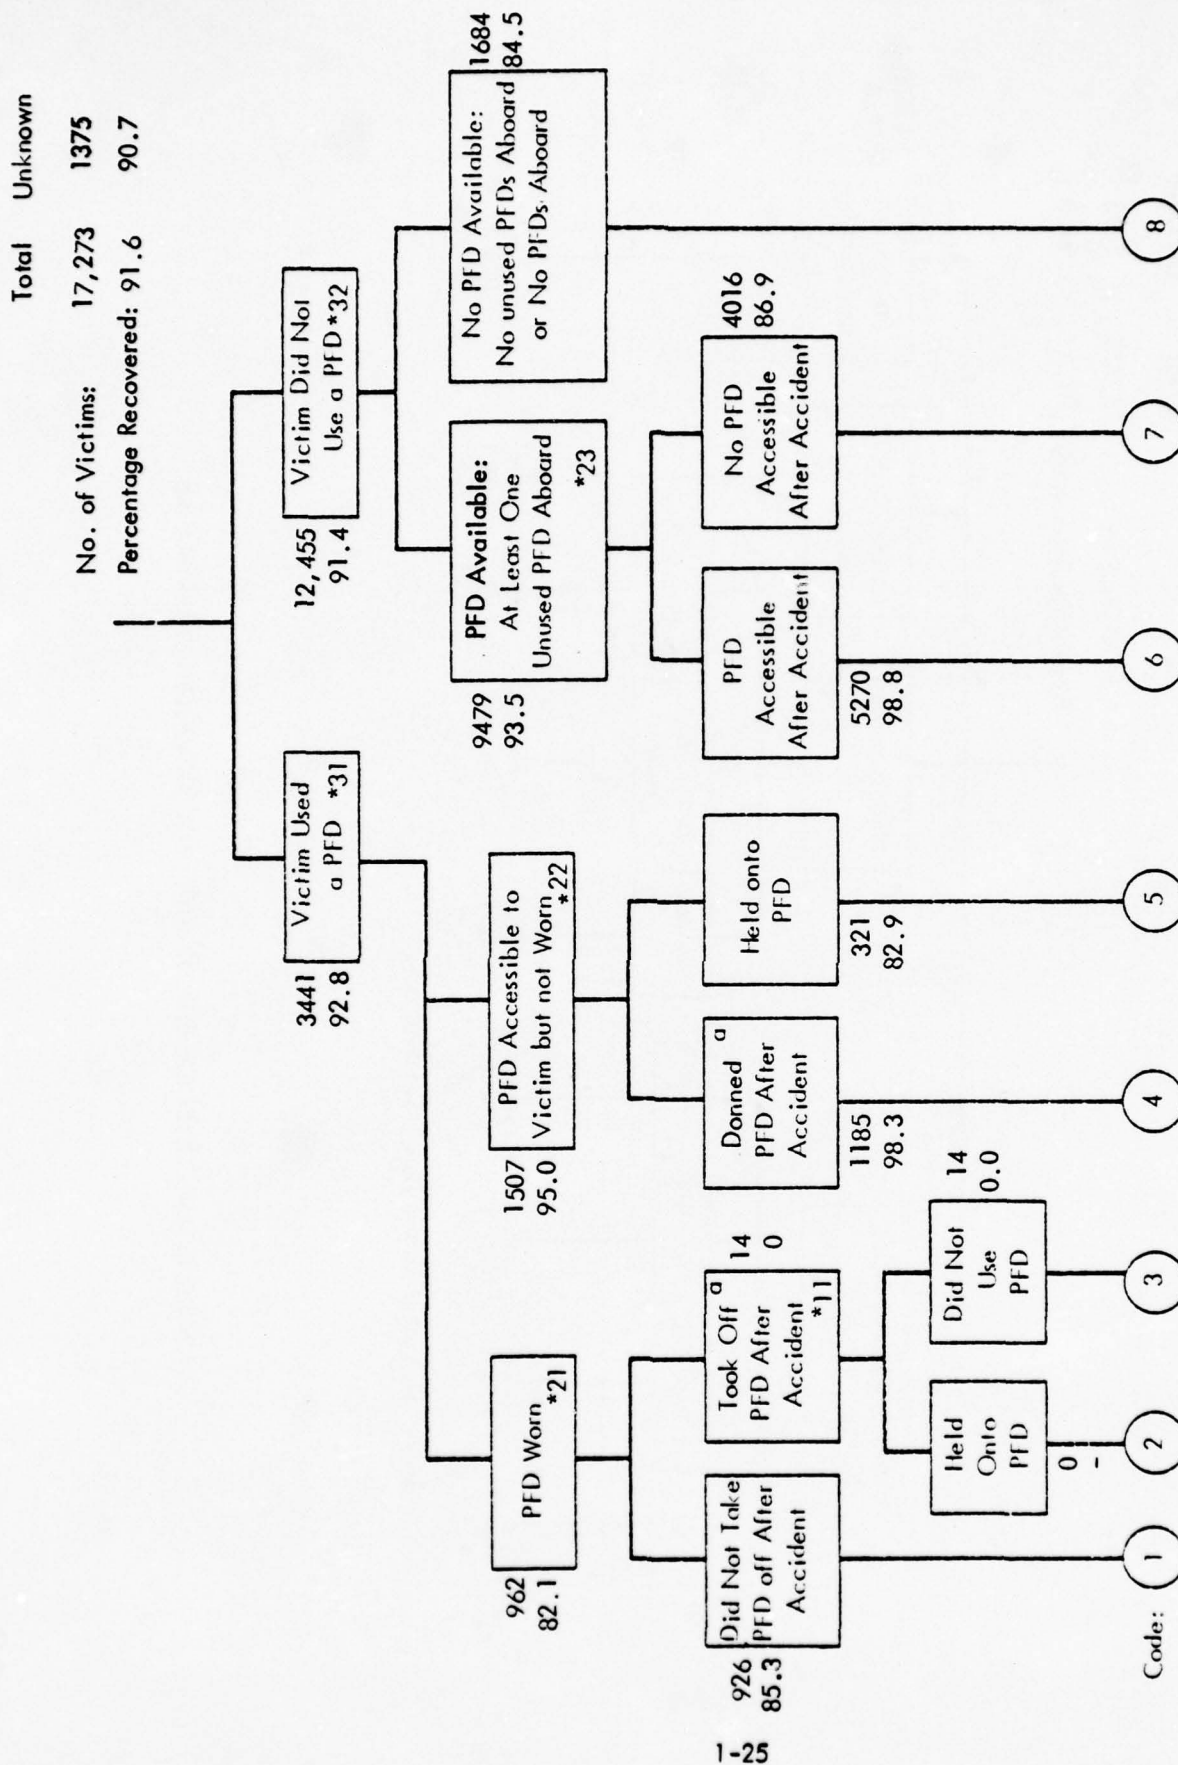 Total Unknown
No. of Victims: 17,273 1375
Percentage Recovered: 91.6 90.7
3441
92.8
Victim Used
a PFD *31
12,455
91.4
Victim Did Not
Use a PFD *32
962
82.1
PFD Worn
*21
1507
95.0
PFD Accessible to
Victim but not Worn
*22
9479
93.5
PFD Available:
At Least One
Unused PFD Aboard
*23
No PFD Available:
No unused PFDs Aboard
or No PFDs Aboard
1684
84.5
926
85.3
Did Not Take
PFD off After
Accident
Took Off a
PFD After
Accident
*11
14
0
Donned a
PFD After
Accident
1185
98.3
Held onto
PFD
321
82.9
PFD
Accessible
After Accident
5270
98.8
No PFD
Accessible
After Accident
4016
86.9
Held
Onto
PFD
0
-
Did Not
Use
PFD
14
0.0
Code: 1 2 3 4 5 6 7 8
1-25